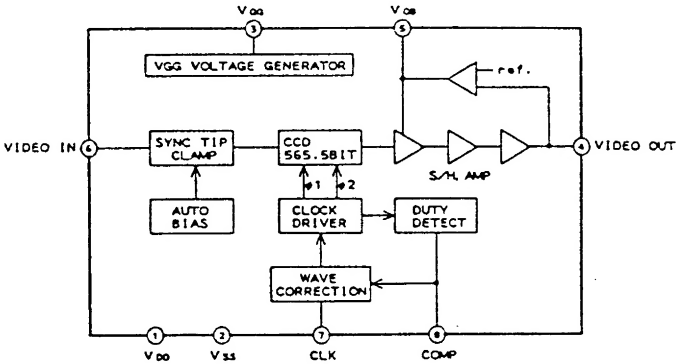 VGG
VOB
3
5
VGG VOLTAGE GENERATOR
ref.
VIDEO IN
6
SYNC TIP
CLAMP
CCD
565.5BIT
4
VIDEO OUT
S/H. AMP
φ1
φ2
AUTO
BIAS
CLOCK
DRIVER
DUTY
DETECT
WAVE
CORRECTION
1
2
7
8
VDD
VSS
CLK
COMP